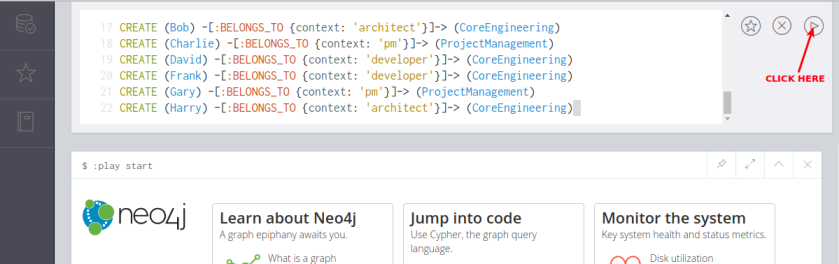 17 CREATE (Bob) -[:BELONGS_TO {context: 'architect'}]-> (CoreEngineering)
18 CREATE (Charlie) -[:BELONGS_TO {context: 'pm'}]-> (ProjectManagement)
19 CREATE (David) -[:BELONGS_TO {context: 'developer'}]-> (CoreEngineering)
20 CREATE (Frank) -[:BELONGS_TO {context: 'developer'}]-> (CoreEngineering)
21 CREATE (Gary) -[:BELONGS_TO {context: 'pm'}]-> (ProjectManagement)
22 CREATE (Harry) -[:BELONGS_TO {context: 'architect'}]-> (CoreEngineering)
CLICK HERE
$ :play start
neo4j
Learn about Neo4j
A graph epiphany awaits you.
What is a graph
Jump into code
Use Cypher, the graph query
language.
Monitor the system
Key system health and status metrics.
Disk utilization